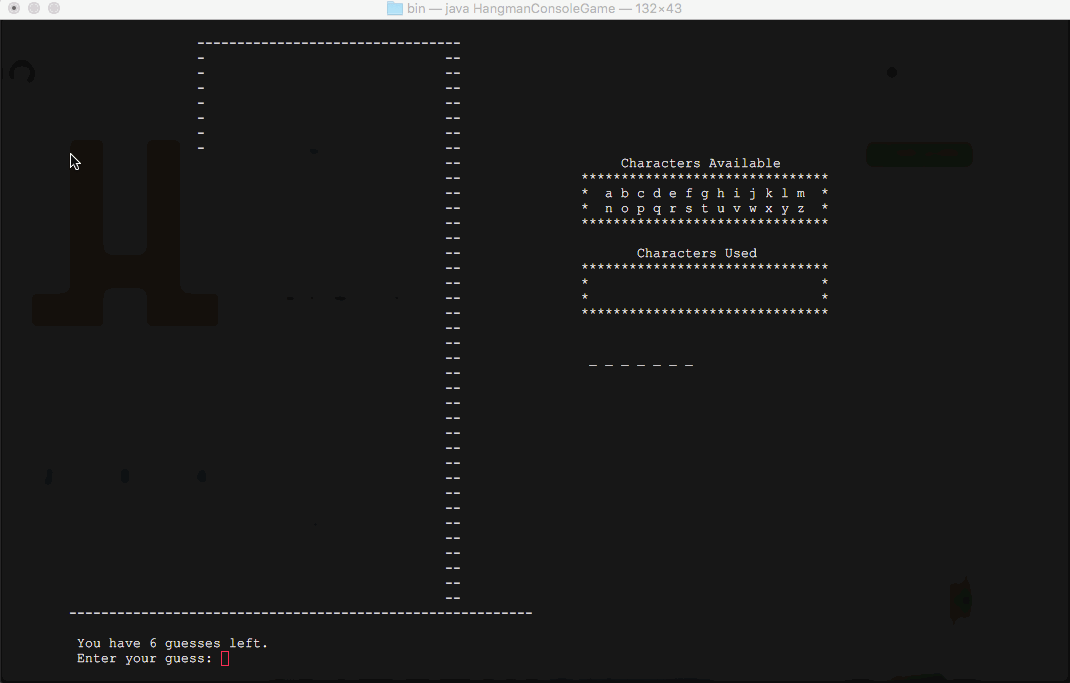 bin — java HangmanConsoleGame — 132×43
Characters Available
*******************************
* a b c d e f g h i j k l m *
* n o p q r s t u v w x y z *
*******************************
Characters Used
*******************************
* *
* *
*******************************
_ _ _ _ _ _ _
You have 6 guesses left.
Enter your guess: